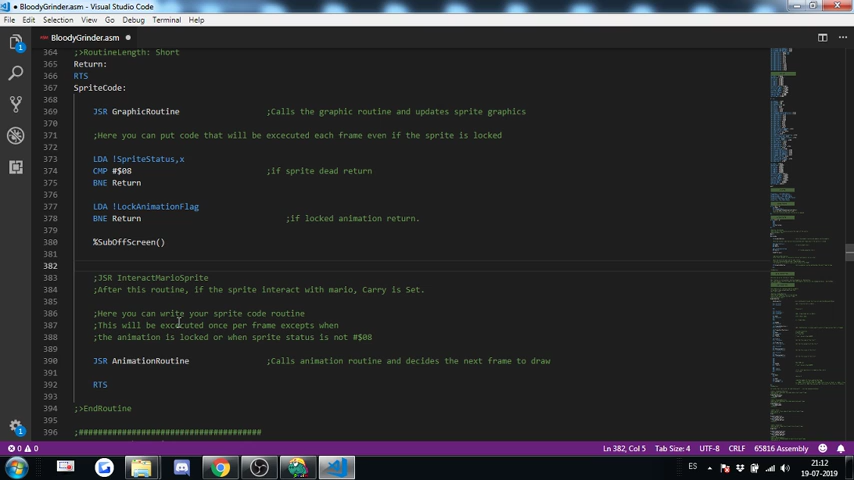 BloodyGrinder.asm - Visual Studio Code
File Edit Selection View Go Debug Terminal Help
BloodyGrinder.asm
364 ;>RoutineLength: Short
365 Return:
366 RTS
367 SpriteCode:
368
369 JSR GraphicRoutine ;Calls the graphic routine and updates sprite graphics
370
371 ;Here you can put code that will be excecuted each frame even if the sprite is locked
372
373 LDA !SpriteStatus,x
374 CMP #$08 ;if sprite dead return
375 BNE Return
376
377 LDA !LockAnimationFlag
378 BNE Return ;if locked animation return.
379
380 %SubOffScreen()
381
382
383 ;JSR InteractMarioSprite
384 ;After this routine, if the sprite interact with mario, Carry is Set.
385
386 ;Here you can write your sprite code routine
387 ;This will be excecuted once per frame excepts when
388 ;the animation is locked or when sprite status is not #$08
389
390 JSR AnimationRoutine ;Calls animation routine and decides the next frame to draw
391
392 RTS
393
394 ;>EndRoutine
395
396 ;######################################
0 0 Ln 382, Col 5 Tab Size: 4 UTF-8 CRLF 65816 Assembly
ES 21:12
19-07-2019